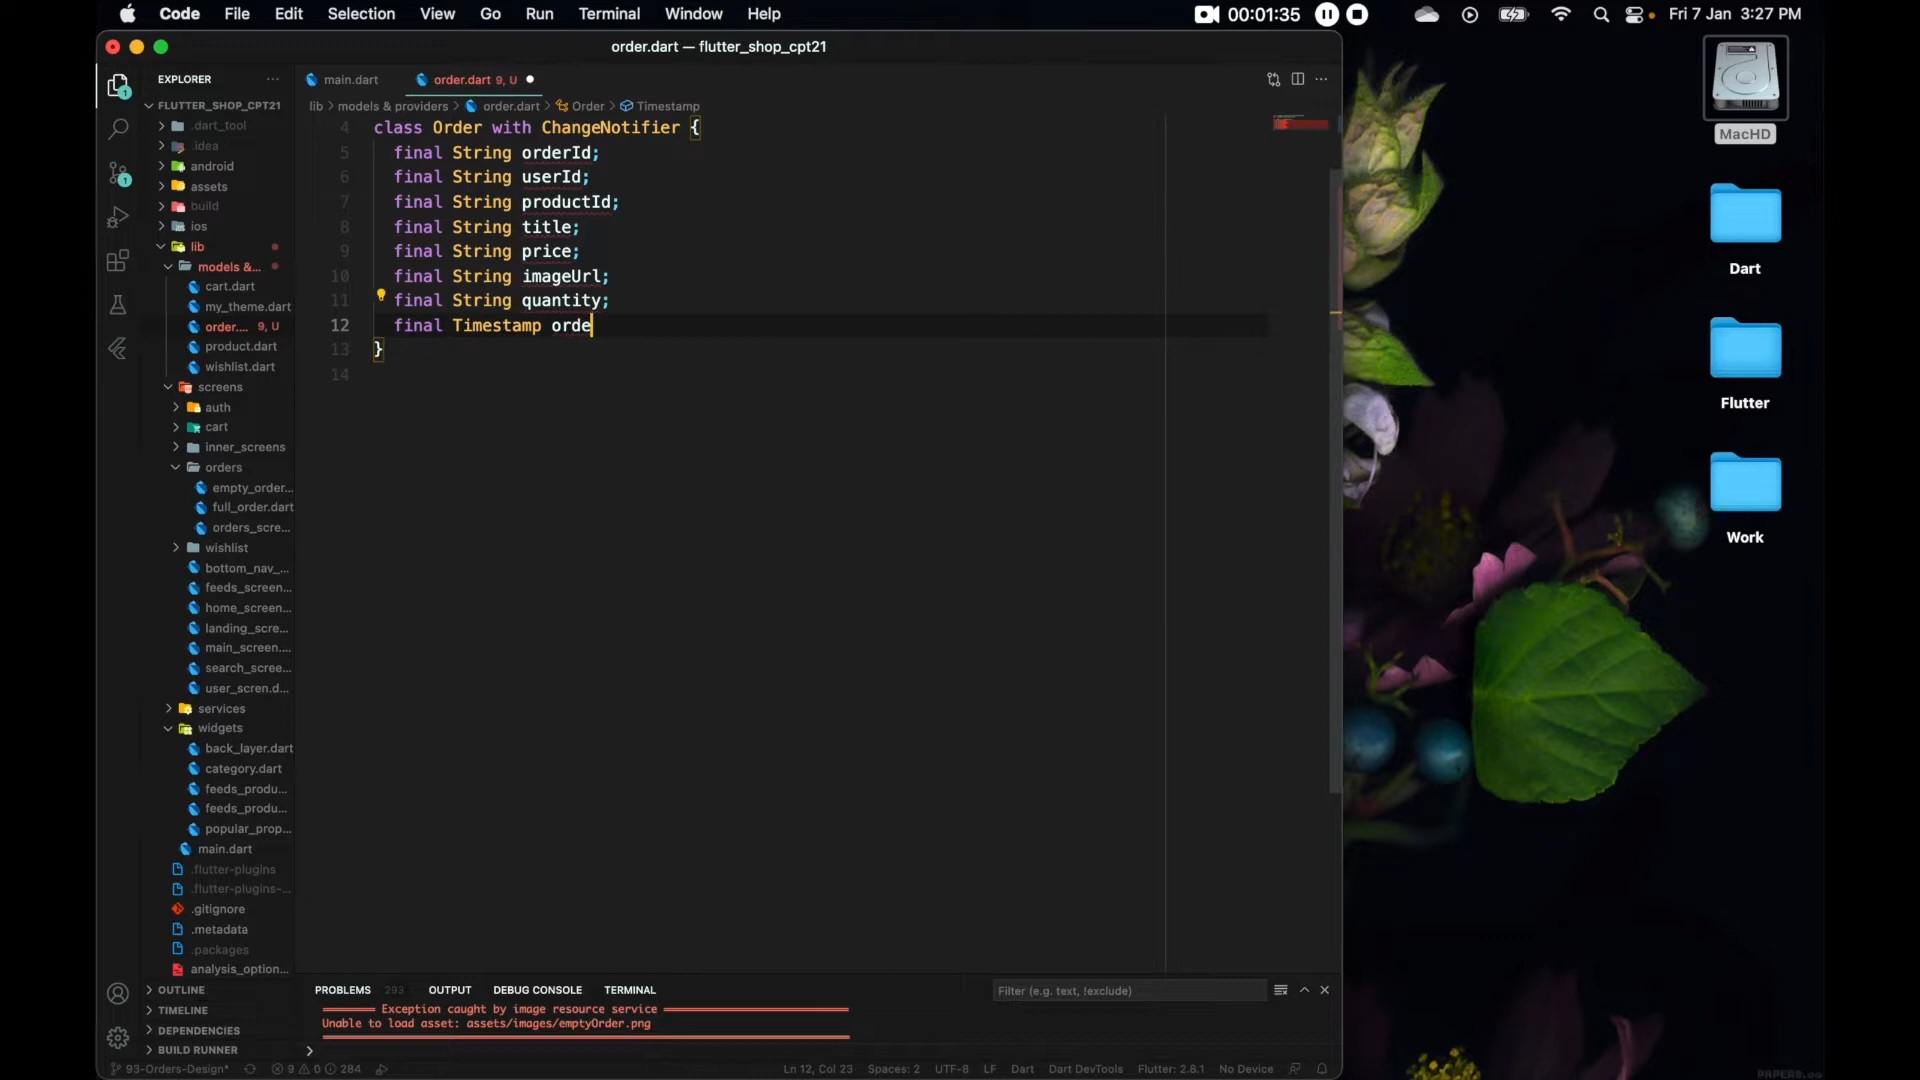 Code File Edit Selection View Go Run Terminal Window Help 00:01:35 Fri 7 Jan 3:27 PM
order.dart — flutter_shop_cpt21
EXPLORER ...
main.dart
order.dart 9, U
lib > models & providers > order.dart > Order > Timestamp
FLUTTER_SHOP_CPT21
.dart_tool
.idea
android
assets
build
ios
lib
models &...
cart.dart
my_theme.dart
order.... 9, U
product.dart
wishlist.dart
screens
auth
cart
inner_screens
orders
empty_order...
full_order.dart
orders_scre...
wishlist
bottom_nav_...
feeds_screen...
home_screen...
landing_scre...
main_screen....
search_scree...
user_scren.d...
services
widgets
back_layer.dart
category.dart
feeds_produ...
feeds_produ...
popular_prop...
main.dart
.flutter-plugins
.flutter-plugins-...
.gitignore
.metadata
.packages
analysis_option...
OUTLINE
TIMELINE
DEPENDENCIES
BUILD RUNNER
4 class Order with ChangeNotifier {
5 final String orderId;
6 final String userId;
7 final String productId;
8 final String title;
9 final String price;
10 final String imageUrl;
11 final String quantity;
12 final Timestamp orde
13 }
14
PROBLEMS 293 OUTPUT DEBUG CONSOLE TERMINAL Filter (e.g. text, !exclude)
Exception caught by image resource service
Unable to load asset: assets/images/emptyOrder.png
93-Orders-Design* 9 0 284 Ln 12, Col 23 Spaces: 2 UTF-8 LF Dart Dart DevTools Flutter: 2.8.1 No Device
MacHD
Dart
Flutter
Work